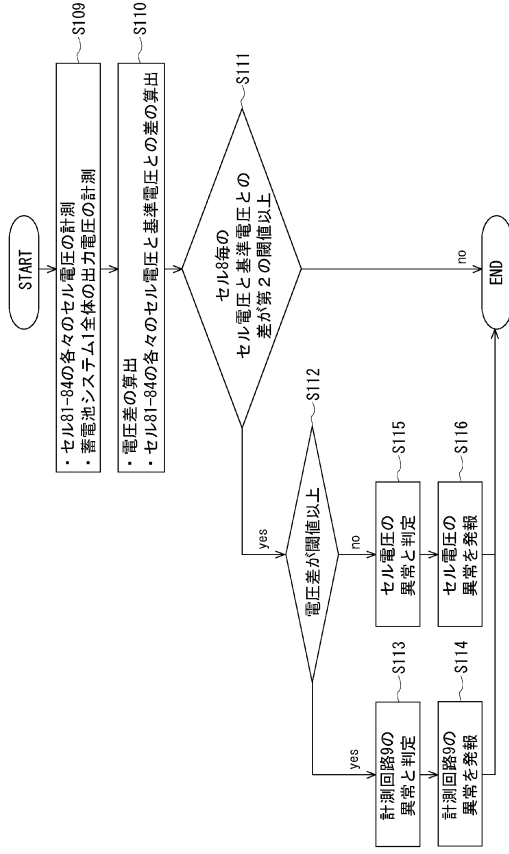 START
・セル81-84の各々のセル電圧の計測
・蓄電池システム1全体の出力電圧の計測
S109
・電圧差の算出
・セル81-84の各々のセル電圧と基準電圧との差の算出
S110
セル8毎の
セル電圧と基準電圧との
差が第2の閾値以上
S111
yes
no
電圧差が閾値以上
S112
yes
no
計測回路9の
異常と判定
S113
計測回路9の
異常を発報
S114
セル電圧の
異常と判定
S115
セル電圧の
異常を発報
S116
END